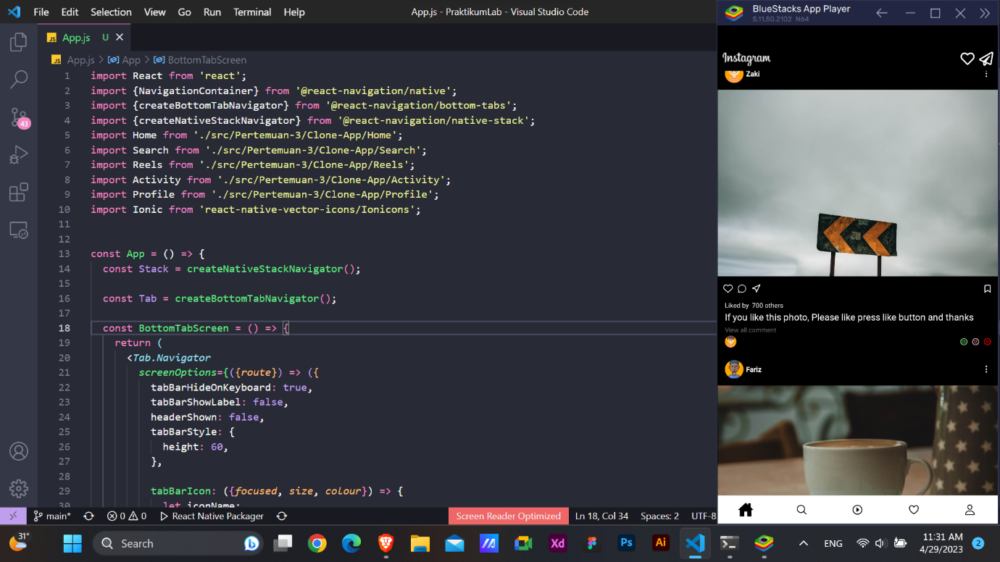 File Edit Selection View Go Run Terminal Help
App.js - PraktikumLab - Visual Studio Code
JS App.js U
JS App.js > App > BottomTabScreen
43
1 import React from 'react';
2 import {NavigationContainer} from '@react-navigation/native';
3 import {createBottomTabNavigator} from '@react-navigation/bottom-tabs';
4 import {createNativeStackNavigator} from '@react-navigation/native-stack';
5 import Home from './src/Pertemuan-3/Clone-App/Home';
6 import Search from './src/Pertemuan-3/Clone-App/Search';
7 import Reels from './src/Pertemuan-3/Clone-App/Reels';
8 import Activity from './src/Pertemuan-3/Clone-App/Activity';
9 import Profile from './src/Pertemuan-3/Clone-App/Profile';
10 import Ionic from 'react-native-vector-icons/Ionicons';
11
12
13 const App = () => {
14 const Stack = createNativeStackNavigator();
15
16 const Tab = createBottomTabNavigator();
17
18 const BottomTabScreen = () => {
19 return (
20 <Tab.Navigator
21 screenOptions={({route}) => ({
22 tabBarHideOnKeyboard: true,
23 tabBarShowLabel: false,
24 headerShown: false,
25 tabBarStyle: {
26 height: 60,
27 },
28
29 tabBarIcon: ({focused, size, colour}) => {
30 let iconName;
BlueStacks App Player
5.11.50.2102 N64
Instagram
Zaki
Liked by 700 others
If you like this photo, Please like press like button and thanks
View all comment
Fariz
main* 0 0 React Native Packager Screen Reader Optimized Ln 18, Col 34 Spaces: 2 UTF-8
31° Search Xd Ps Ai ENG 11:31 AM
4/29/2023 2